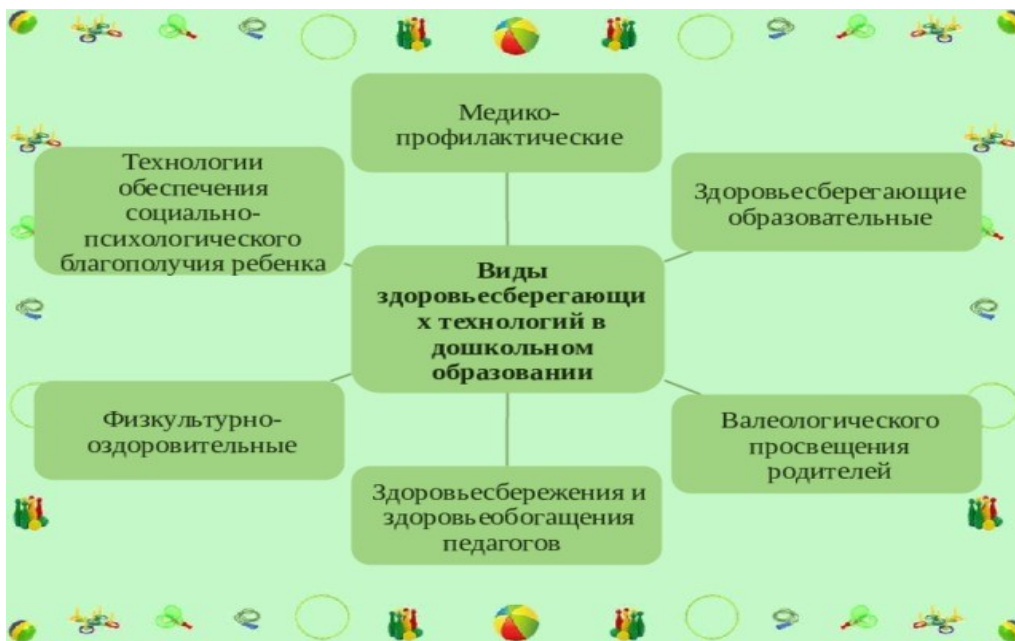 Медико-
профилактические
Технологии
обеспечения
социально-
психологического
благополучия ребенка
Здоровьесберегающие
образовательные
Виды
здоровьесберегающи
х технологий в
дошкольном
образовании
Физкультурно-
оздоровительные
Валеологического
просвещения
родителей
Здоровьесбережения и
здоровьеобогащения
педагогов